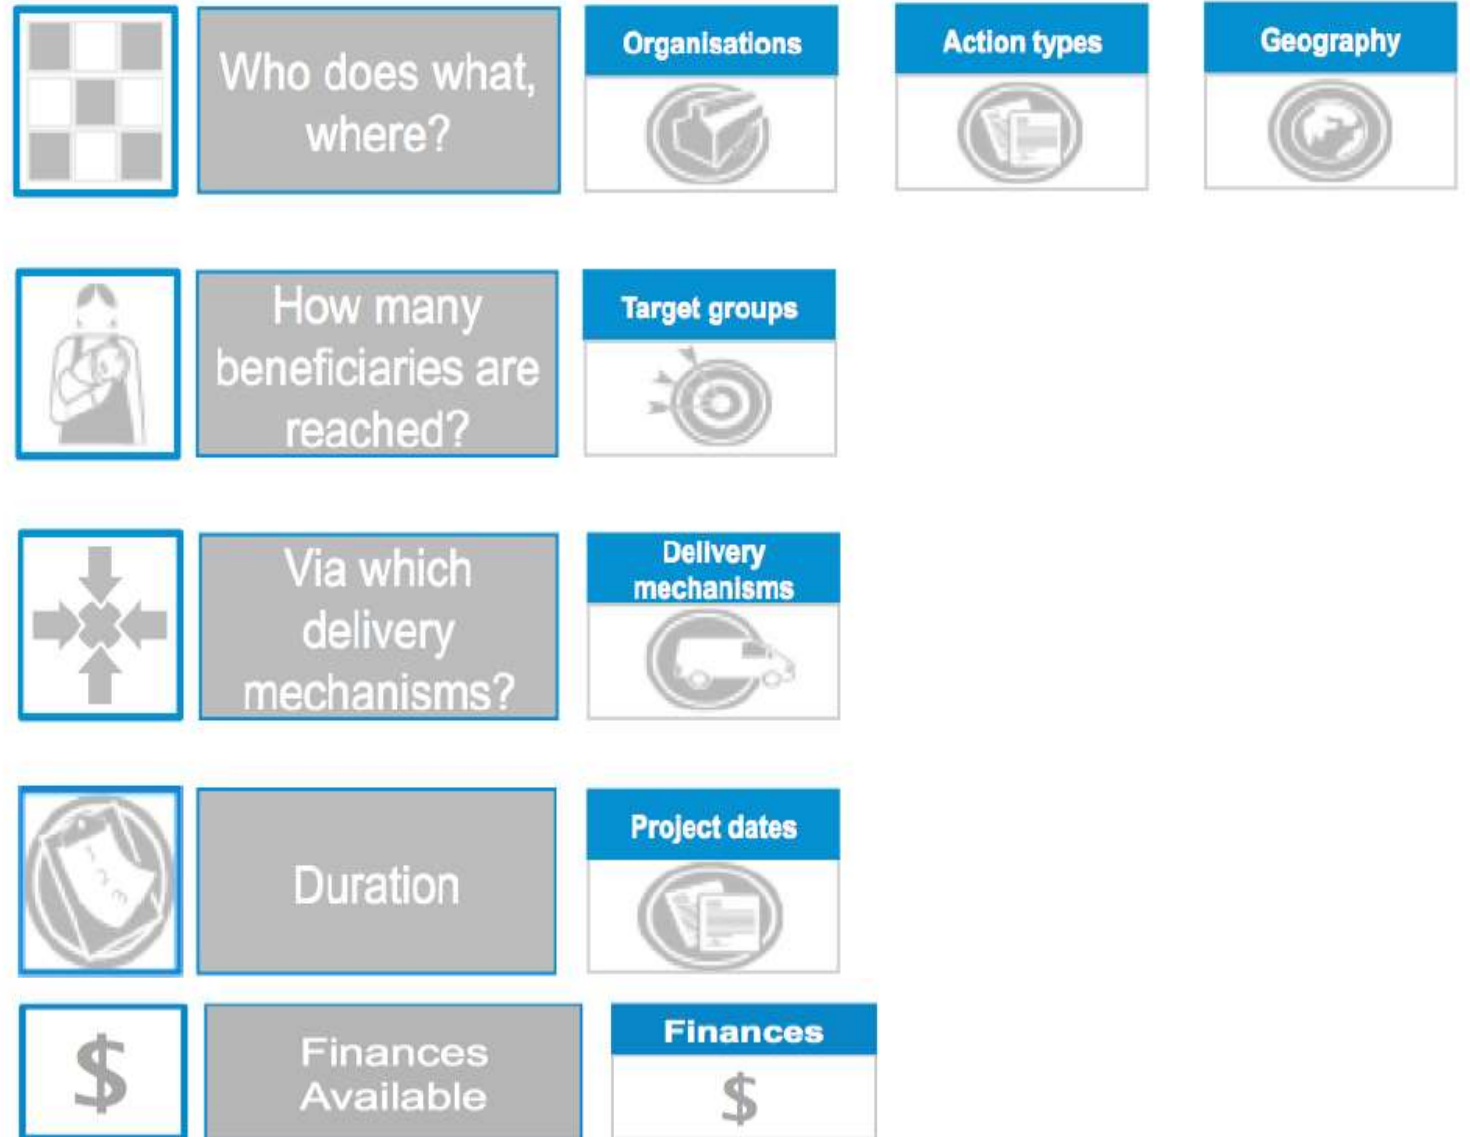 Who does what,
where?
Organisations
Action types
Geography
How many
beneficiaries are
reached?
Target groups
Via which
delivery
mechanisms?
Delivery
mechanisms
Duration
Project dates
$
Finances
Available
Finances
$